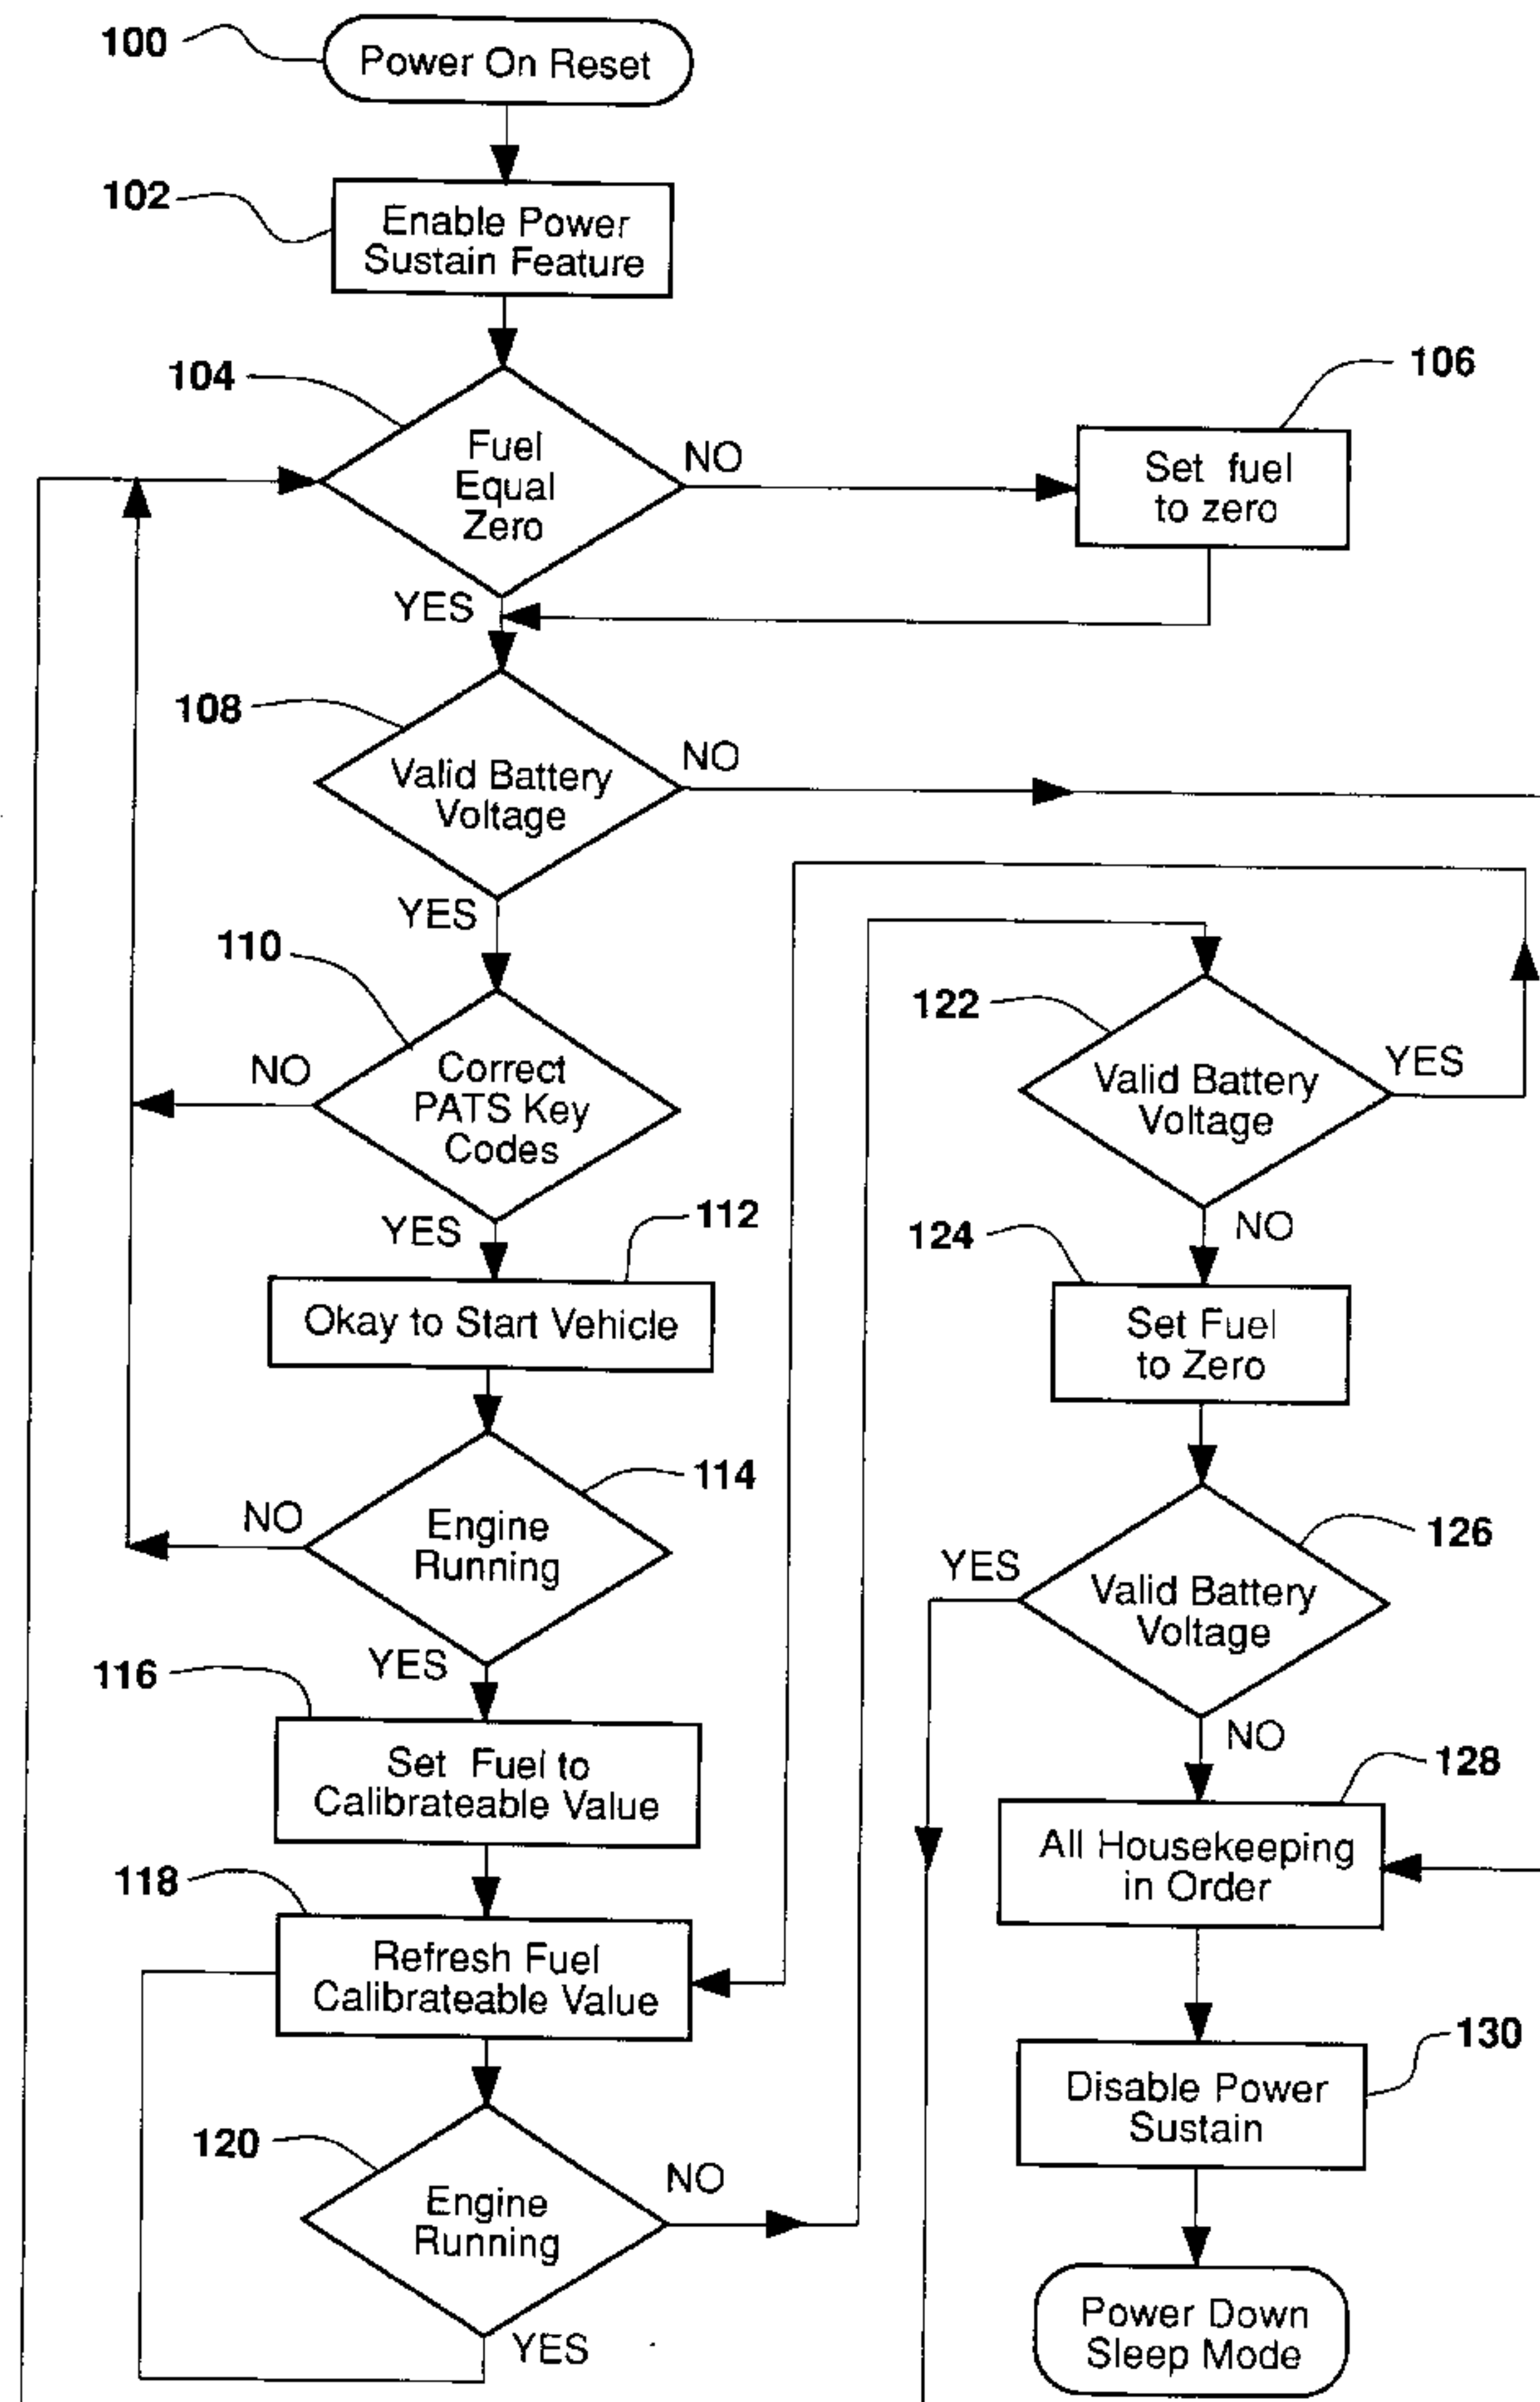 100
Power On Reset
102
Enable Power
Sustain Feature
104
Fuel
Equal
Zero
NO
106
Set fuel
to zero
YES
108
Valid Battery
Voltage
NO
YES
110
Correct
PATS Key
Codes
NO
YES
112
Okay to Start Vehicle
114
Engine
Running
NO
YES
116
Set Fuel to
Calibrateable Value
118
Refresh Fuel
Calibrateable Value
120
Engine
Running
NO
YES
122
Valid Battery
Voltage
YES
NO
124
Set Fuel
to Zero
126
Valid Battery
Voltage
YES
NO
128
All Housekeeping
in Order
130
Disable Power
Sustain
Power Down
Sleep Mode